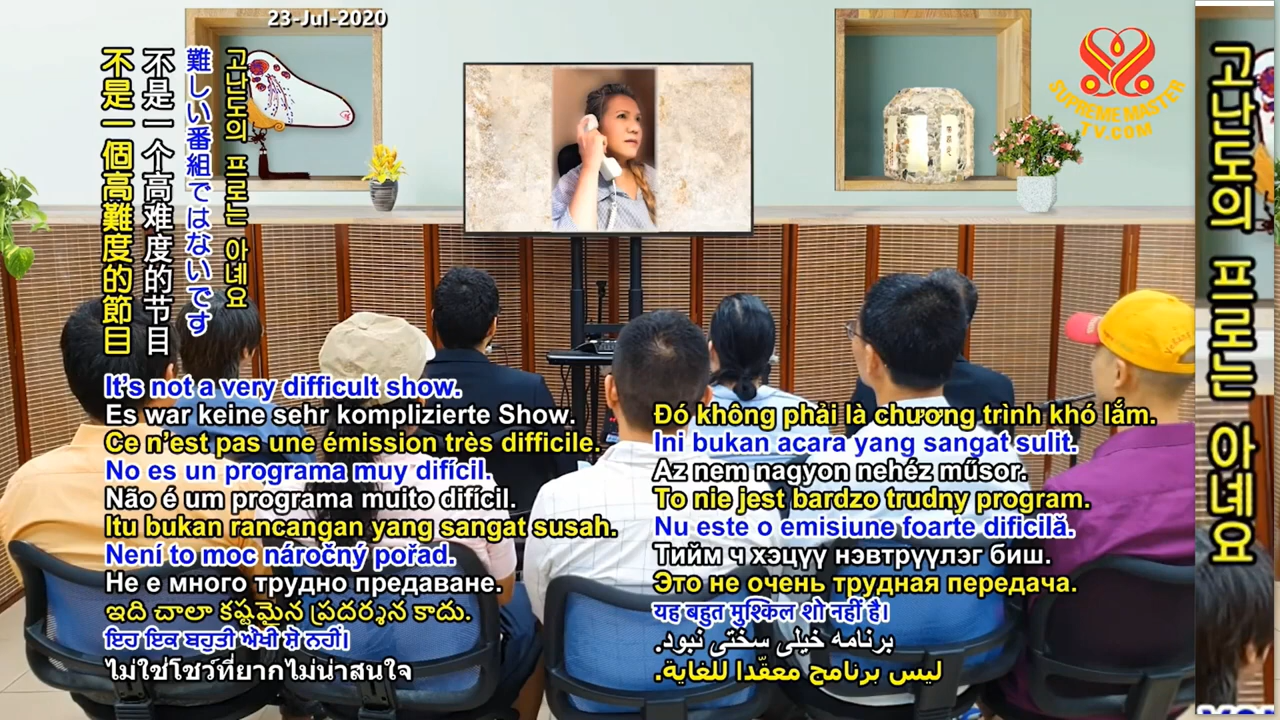 23-Jul-2020
SUPREME MASTER
TV.COM
고난도의 프로는 아녜요
難しい番組ではないです
不是一个高难度的节目
不是一個高難度的節目
It's not a very difficult show.
Es war keine sehr komplizierte Show.
Ce n'est pas une émission très difficile.
No es un programa muy difícil.
Não é um programa muito difícil.
Itu bukan rancangan yang sangat susah.
Není to moc náročný pořad.
Не е много трудно предаване.
ఇది చాలా కష్టమైన ప్రదర్శన కాదు.
ਇਹ ਇਕ ਬਹੁਤੀ ਔਖੀ ਸ਼ੋ ਨਹੀਂ।
ไม่ใช่โชว์ที่ยากไม่น่าสนใจ
Đó không phải là chương trình khó lắm.
Ini bukan acara yang sangat sulit.
Az nem nagyon nehéz műsor.
To nie jest bardzo trudny program.
Nu este o emisiune foarte dificilă.
Тийм ч хэцүү нэвтрүүлэг биш.
Это не очень трудная передача.
यह बहुत मुश्किल शो नहीं है।
برنامه خیلی سختی نبود.
ليس برنامج معقّدا للغاية.
고난도의 프로는 아녜요